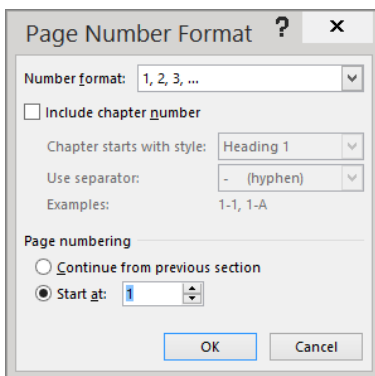 Page Number Format ? x
Number format: 1, 2, 3, ...
Include chapter number
Chapter starts with style: Heading 1
Use separator: - (hyphen)
Examples: 1-1, 1-A
Page numbering
Continue from previous section
Start at: 1
OK Cancel